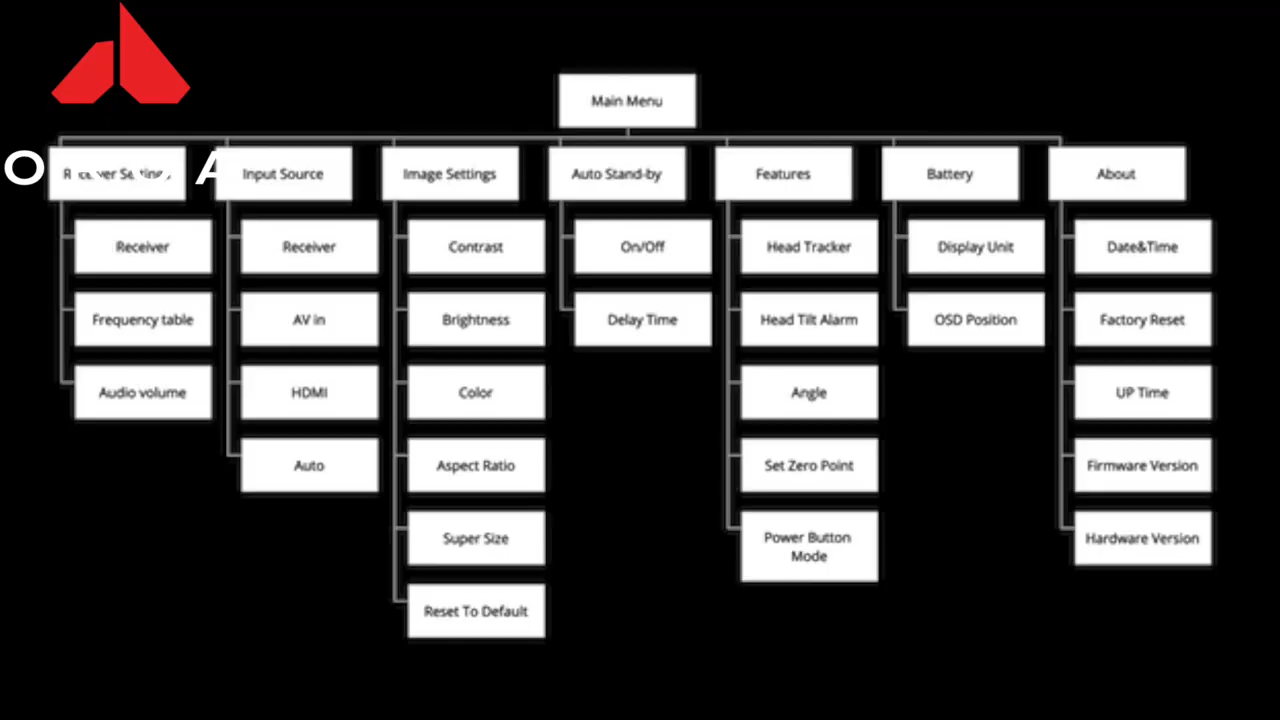 Main Menu
Input Source
Image Settings
Auto Stand-by
Features
Battery
About
Receiver
Receiver
Contrast
On/Off
Head Tracker
Display Unit
Date&Time
Frequency table
AV in
Brightness
Delay Time
Head Tilt Alarm
OSD Position
Factory Reset
Audio volume
HDMI
Color
Angle
UP Time
Auto
Aspect Ratio
Set Zero Point
Firmware Version
Super Size
Power Button
Mode
Hardware Version
Reset To Default